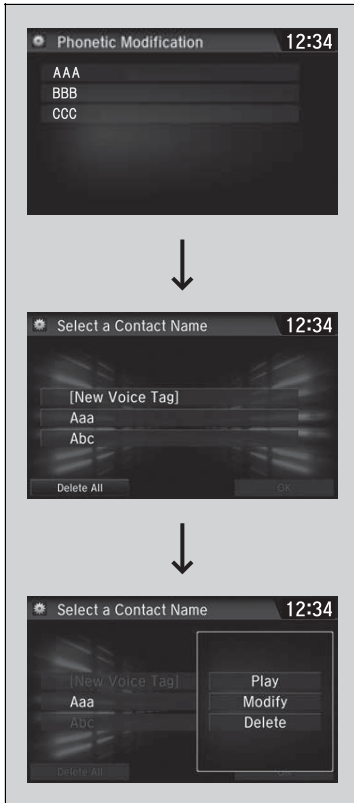 Phonetic Modification 12:34
AAA
BBB
CCC
Select a Contact Name 12:34
[New Voice Tag]
Aaa
Abc
Delete All OK
Select a Contact Name 12:34
[New Voice Tag] Play
Aaa Modify
Abc Delete
Delete All OK